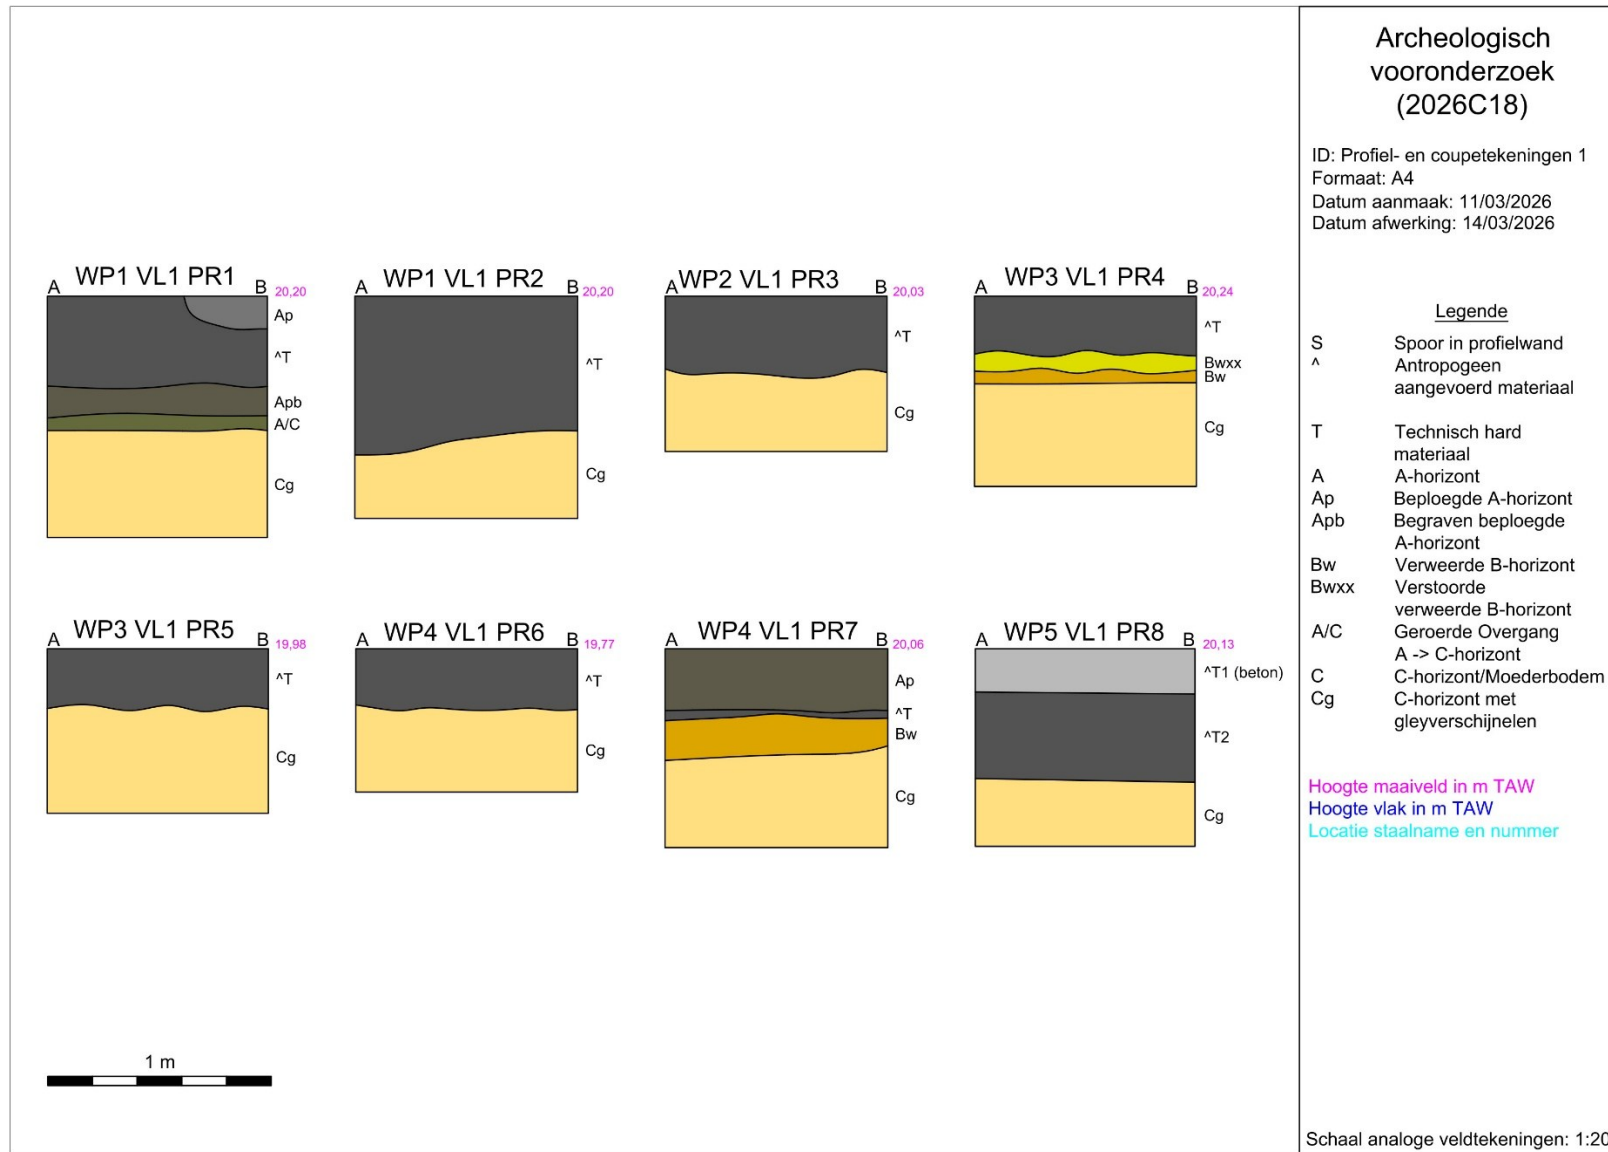 WP1 VL1 PR1
A
B
20,20
Ap
^T
Apb
A/C
Cg
WP1 VL1 PR2
A
B
20,20
^T
Cg
WP2 VL1 PR3
A
B
20,03
^T
Cg
WP3 VL1 PR4
A
B
20,24
^T
Bwxx
Bw
Cg
WP3 VL1 PR5
A
B
19,98
^T
Cg
WP4 VL1 PR6
A
B
19,77
^T
Cg
WP4 VL1 PR7
A
B
20,06
Ap
^T
Bw
Cg
WP5 VL1 PR8
A
B
20,13
^T1 (beton)
^T2
Cg
1 m
Archeologisch
vooronderzoek
(2026C18)
ID: Profiel- en coupetekeningen 1
Formaat: A4
Datum aanmaak: 11/03/2026
Datum afwerking: 14/03/2026
Legende
S Spoor in profielwand
^ Antropogeen
aangevoerd materiaal
T Technisch hard
materiaal
A A-horizont
Ap Beploegde A-horizont
Apb Begraven beploegde
A-horizont
Bw Verweerde B-horizont
Bwxx Verstoorde
verweerde B-horizont
A/C Geroerde Overgang
A -> C-horizont
C C-horizont/Moederbodem
Cg C-horizont met
gleyverschijnelen
Hoogte maaiveld in m TAW
Hoogte vlak in m TAW
Locatie staalname en nummer
Schaal analoge veldtekeningen: 1:20